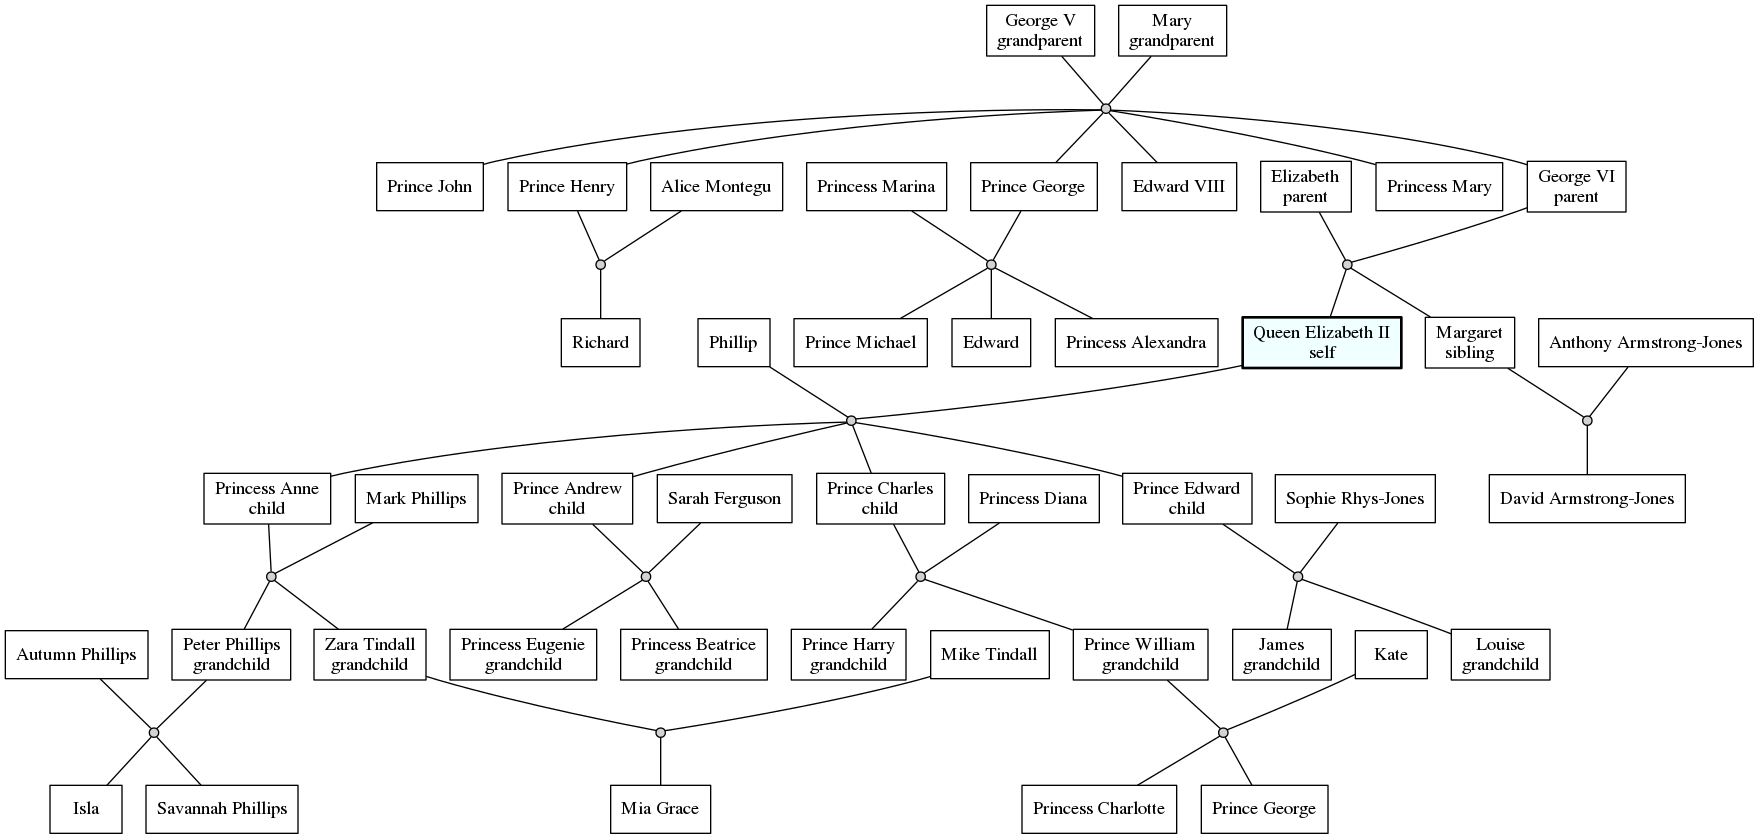 George V
grandparent
Mary
grandparent
Prince John
Prince Henry
Alice Montegu
Princess Marina
Prince George
Edward VIII
Elizabeth
parent
Princess Mary
George VI
parent
Richard
Phillip
Prince Michael
Edward
Princess Alexandra
Queen Elizabeth II
self
Margaret
sibling
Anthony Armstrong-Jones
Princess Anne
child
Mark Phillips
Prince Andrew
child
Sarah Ferguson
Prince Charles
child
Princess Diana
Prince Edward
child
Sophie Rhys-Jones
David Armstrong-Jones
Autumn Phillips
Peter Phillips
grandchild
Zara Tindall
grandchild
Princess Eugenie
grandchild
Princess Beatrice
grandchild
Prince Harry
grandchild
Mike Tindall
Prince William
grandchild
James
grandchild
Kate
Louise
grandchild
Isla
Savannah Phillips
Mia Grace
Princess Charlotte
Prince George